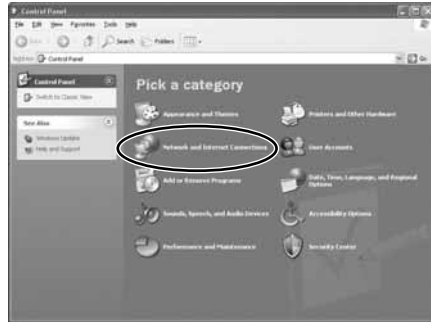 Control Panel
File Edit View Favorites Tools Help
Search Folders
Address Control Panel Go
Control Panel
Switch to Classic View
See Also
Windows Update
Help and Support
Pick a category
Appearance and Themes
Printers and Other Hardware
Network and Internet Connections
User Accounts
Add or Remove Programs
Date, Time, Language, and Regional
Options
Sounds, Speech, and Audio Devices
Accessibility Options
Performance and Maintenance
Security Center